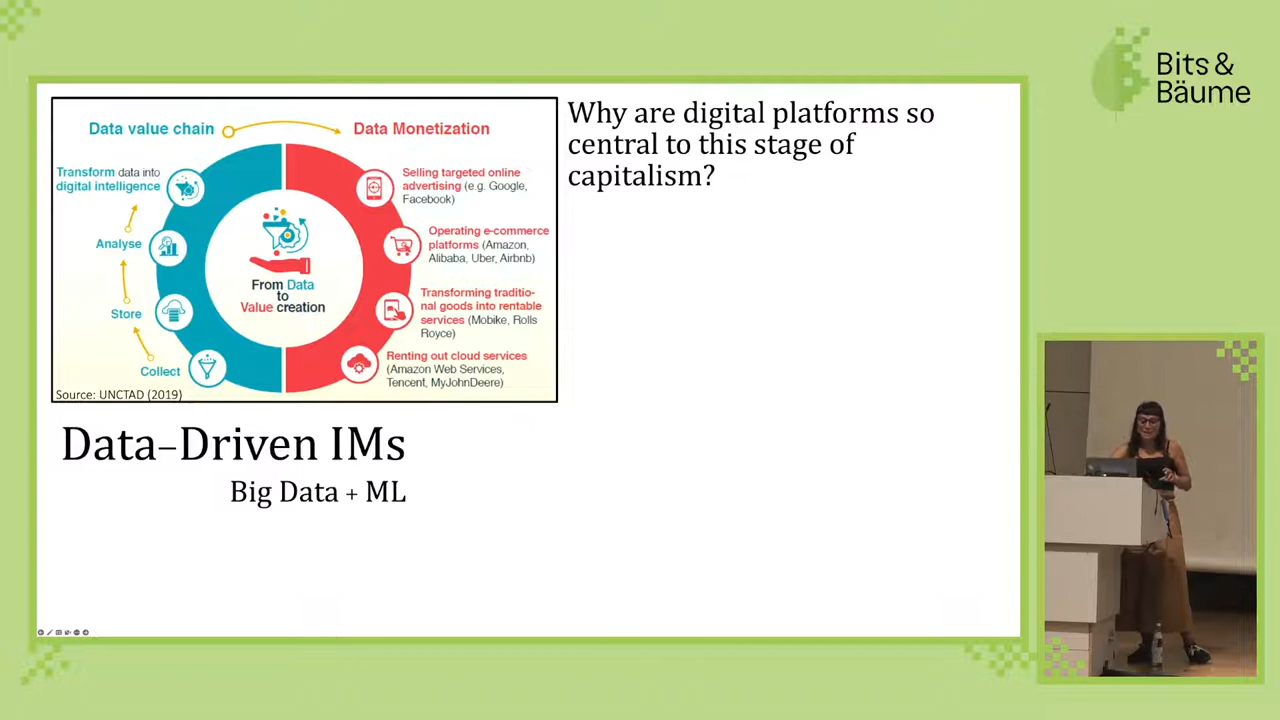 Bits &
Bäume
Data value chain
Data Monetization
Transform data into
digital intelligence
Analyse
Store
Collect
From Data
to
Value creation
Selling targeted online
advertising (e.g. Google,
Facebook)
Operating e-commerce
platforms (Amazon,
Alibaba, Uber, Airbnb)
Transforming traditio-
nal goods into rentable
services (Mobike, Rolls
Royce)
Renting out cloud services
(Amazon Web Services,
Tencent, MyJohnDeere)
Source: UNCTAD (2019)
Why are digital platforms so
central to this stage of
capitalism?
Data–Driven IMs
Big Data + ML